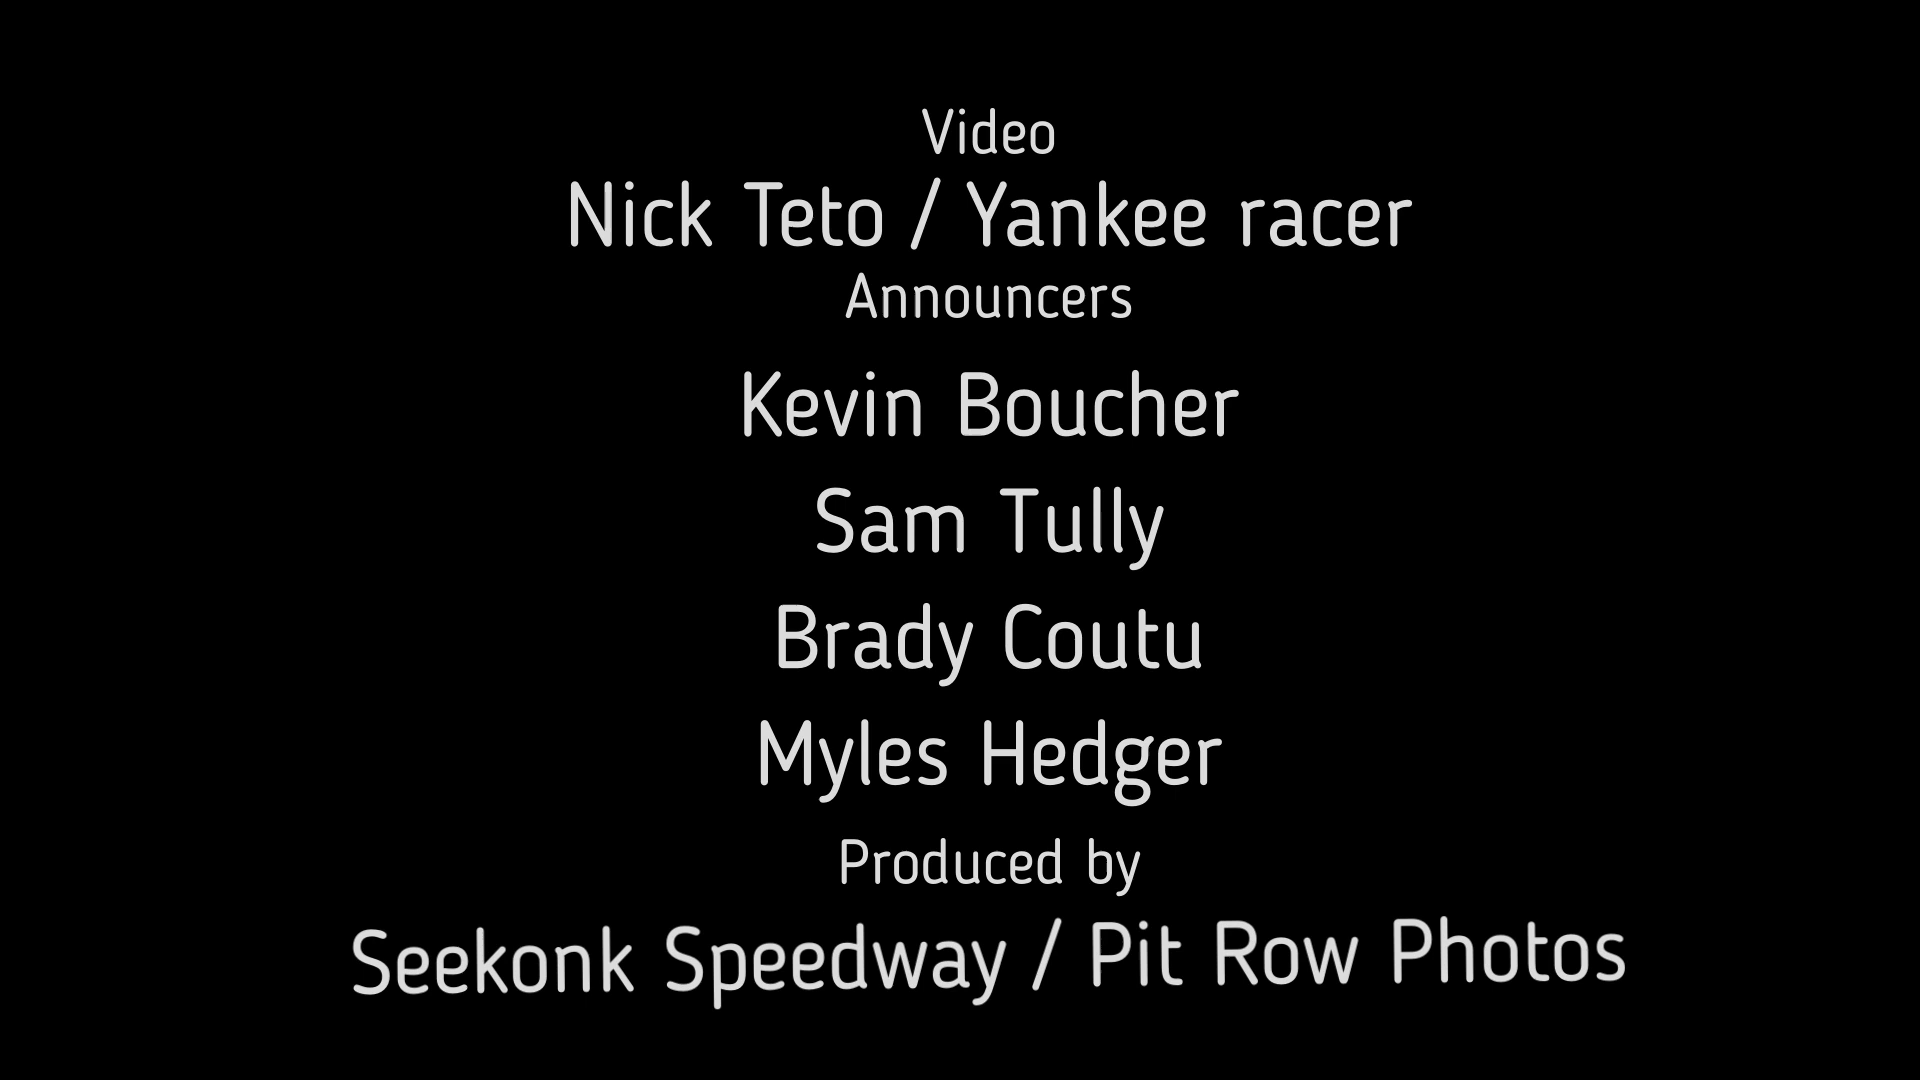 Video
Nick Teto / Yankee racer
Announcers
Kevin Boucher
Sam Tully
Brady Coutu
Myles Hedger
Produced by
Seekonk Speedway / Pit Row Photos